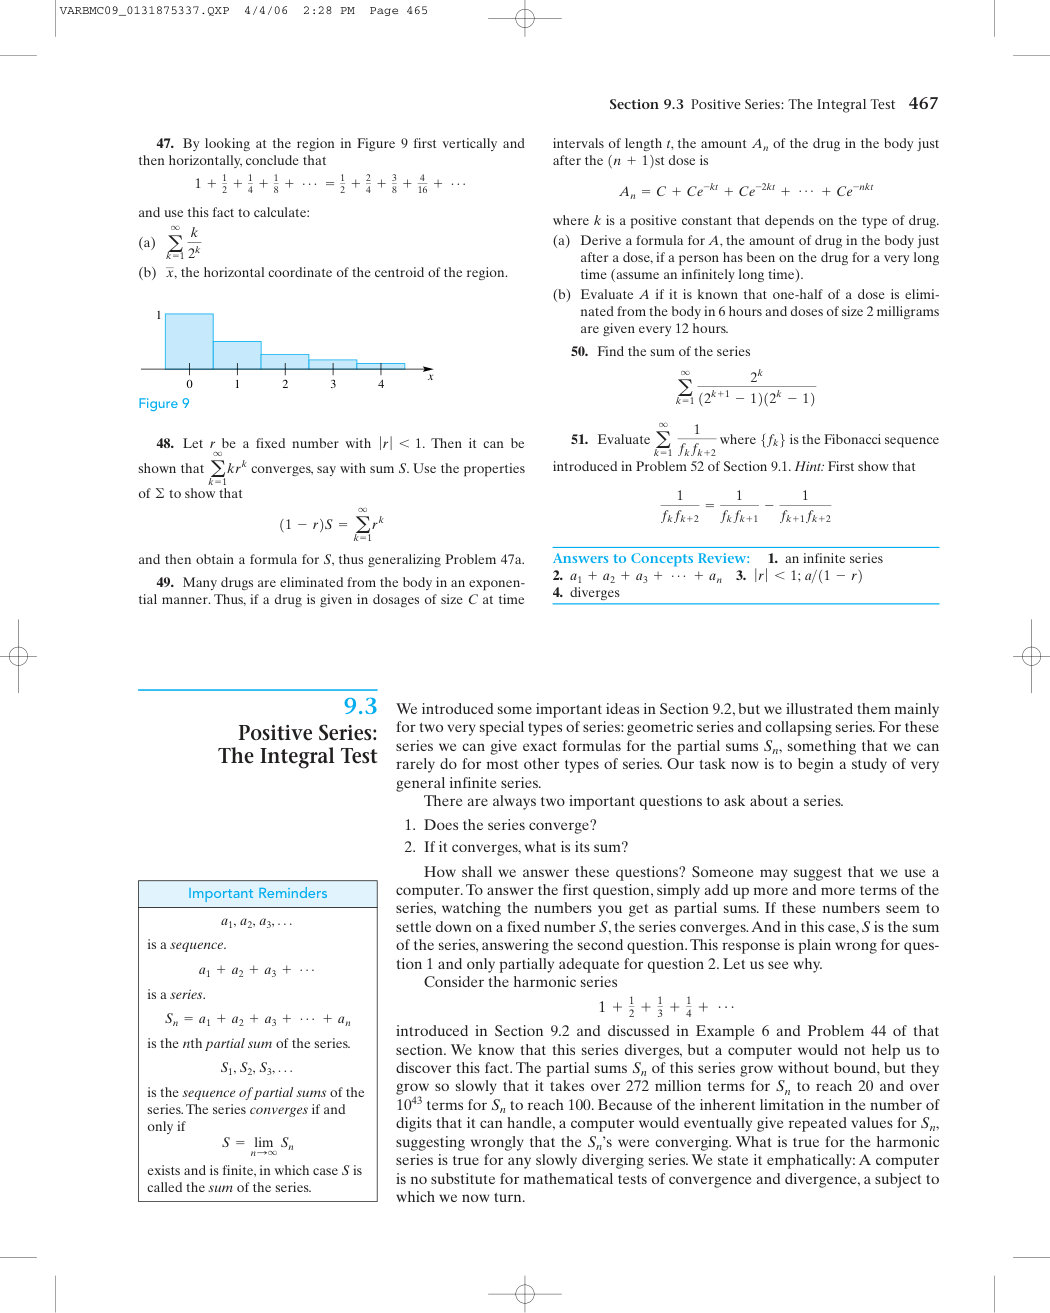 VARBMC09_0131875337.QXP 4/4/06 2:28 PM Page 465
Section 9.3 Positive Series: The Integral Test 467
47. By looking at the region in Figure 9 first vertically and
then horizontally, conclude that
1 + 1/2 + 1/4 + 1/8 + ⋯ = 1/2 + 2/4 + 3/8 + 4/16 + ⋯
and use this fact to calculate:
(a) ∑_{k=1}^{∞} k/2^k
(b) x̄, the horizontal coordinate of the centroid of the region.
1
0 1 2 3 4 x
Figure 9
48. Let r be a fixed number with |r| < 1. Then it can be
shown that ∑_{k=1}^{∞} kr^k converges, say with sum S. Use the properties
of Σ to show that
(1 − r)S = ∑_{k=1}^{∞} r^k
and then obtain a formula for S, thus generalizing Problem 47a.
49. Many drugs are eliminated from the body in an exponen-
tial manner. Thus, if a drug is given in dosages of size C at time
intervals of length t, the amount A_n of the drug in the body just
after the (n + 1)st dose is
A_n = C + Ce^{−kt} + Ce^{−2kt} + ⋯ + Ce^{−nkt}
where k is a positive constant that depends on the type of drug.
(a) Derive a formula for A, the amount of drug in the body just
after a dose, if a person has been on the drug for a very long
time (assume an infinitely long time).
(b) Evaluate A if it is known that one-half of a dose is elimi-
nated from the body in 6 hours and doses of size 2 milligrams
are given every 12 hours.
50. Find the sum of the series
∑_{k=1}^{∞} 2^k/((2^{k+1} − 1)(2^k − 1))
51. Evaluate ∑_{k=1}^{∞} 1/(f_k f_{k+2}) where {f_k} is the Fibonacci sequence
introduced in Problem 52 of Section 9.1. Hint: First show that
1/(f_k f_{k+2}) = 1/(f_k f_{k+1}) − 1/(f_{k+1} f_{k+2})
Answers to Concepts Review: 1. an infinite series
2. a_1 + a_2 + a_3 + ⋯ + a_n 3. |r| < 1; a/(1 − r)
4. diverges
9.3
Positive Series:
The Integral Test
We introduced some important ideas in Section 9.2, but we illustrated them mainly
for two very special types of series: geometric series and collapsing series. For these
series we can give exact formulas for the partial sums S_n, something that we can
rarely do for most other types of series. Our task now is to begin a study of very
general infinite series.
There are always two important questions to ask about a series.
1. Does the series converge?
2. If it converges, what is its sum?
How shall we answer these questions? Someone may suggest that we use a
computer. To answer the first question, simply add up more and more terms of the
series, watching the numbers you get as partial sums. If these numbers seem to
settle down on a fixed number S, the series converges. And in this case, S is the sum
of the series, answering the second question. This response is plain wrong for ques-
tion 1 and only partially adequate for question 2. Let us see why.
Consider the harmonic series
1 + 1/2 + 1/3 + 1/4 + ⋯
introduced in Section 9.2 and discussed in Example 6 and Problem 44 of that
section. We know that this series diverges, but a computer would not help us to
discover this fact. The partial sums S_n of this series grow without bound, but they
grow so slowly that it takes over 272 million terms for S_n to reach 20 and over
10^43 terms for S_n to reach 100. Because of the inherent limitation in the number of
digits that it can handle, a computer would eventually give repeated values for S_n,
suggesting wrongly that the S_n's were converging. What is true for the harmonic
series is true for any slowly diverging series. We state it emphatically: A computer
is no substitute for mathematical tests of convergence and divergence, a subject to
which we now turn.
Important Reminders
a_1, a_2, a_3, ...
is a sequence.
a_1 + a_2 + a_3 + ⋯
is a series.
S_n = a_1 + a_2 + a_3 + ⋯ + a_n
is the nth partial sum of the series.
S_1, S_2, S_3, ...
is the sequence of partial sums of the
series. The series converges if and
only if
S = lim_{n→∞} S_n
exists and is finite, in which case S is
called the sum of the series.